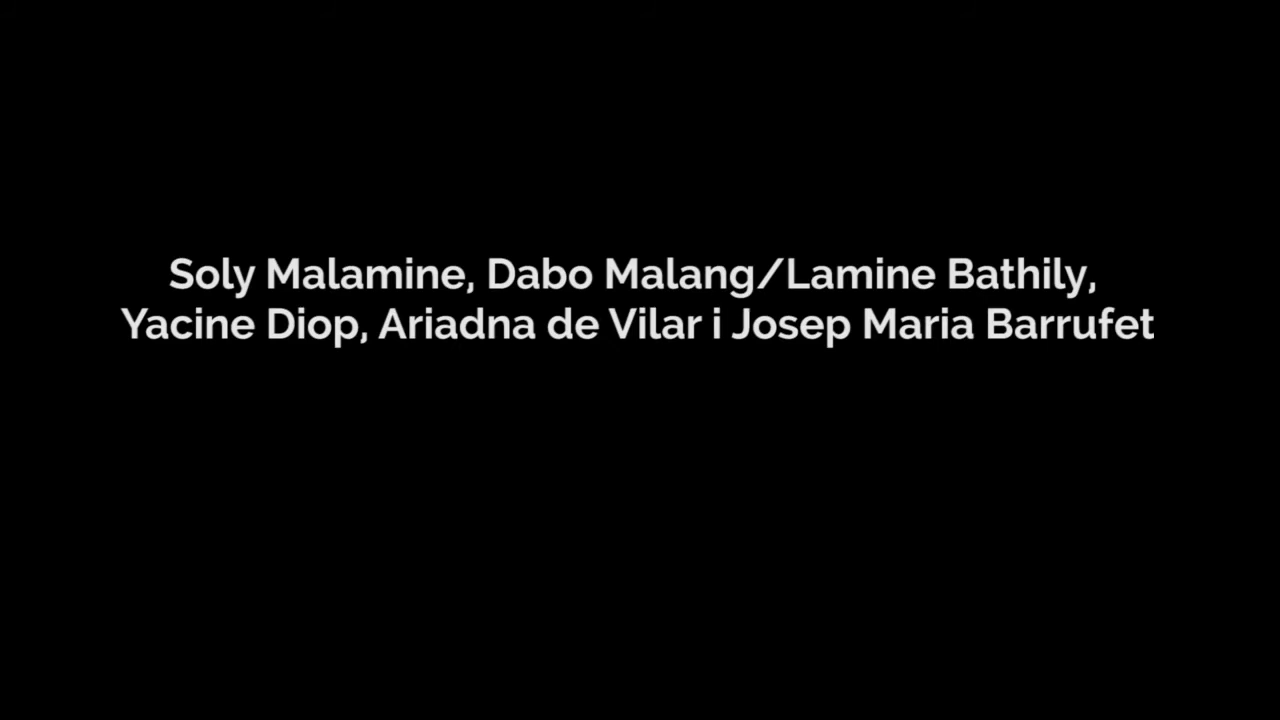 Soly Malamine, Dabo Malang/Lamine Bathily,
Yacine Diop, Ariadna de Vilar i Josep Maria Barrufet